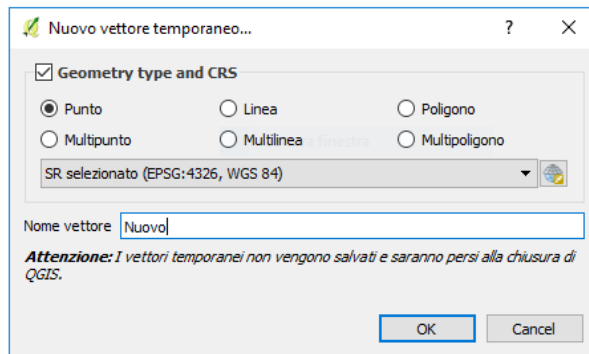 Nuovo vettore temporaneo...
Geometry type and CRS
Punto Linea Poligono
Multipunto Multilinea Multipoligono
SR selezionato (EPSG:4326, WGS 84)
Nome vettore Nuovo
Attenzione: I vettori temporanei non vengono salvati e saranno persi alla chiusura di
QGIS.
OK Cancel